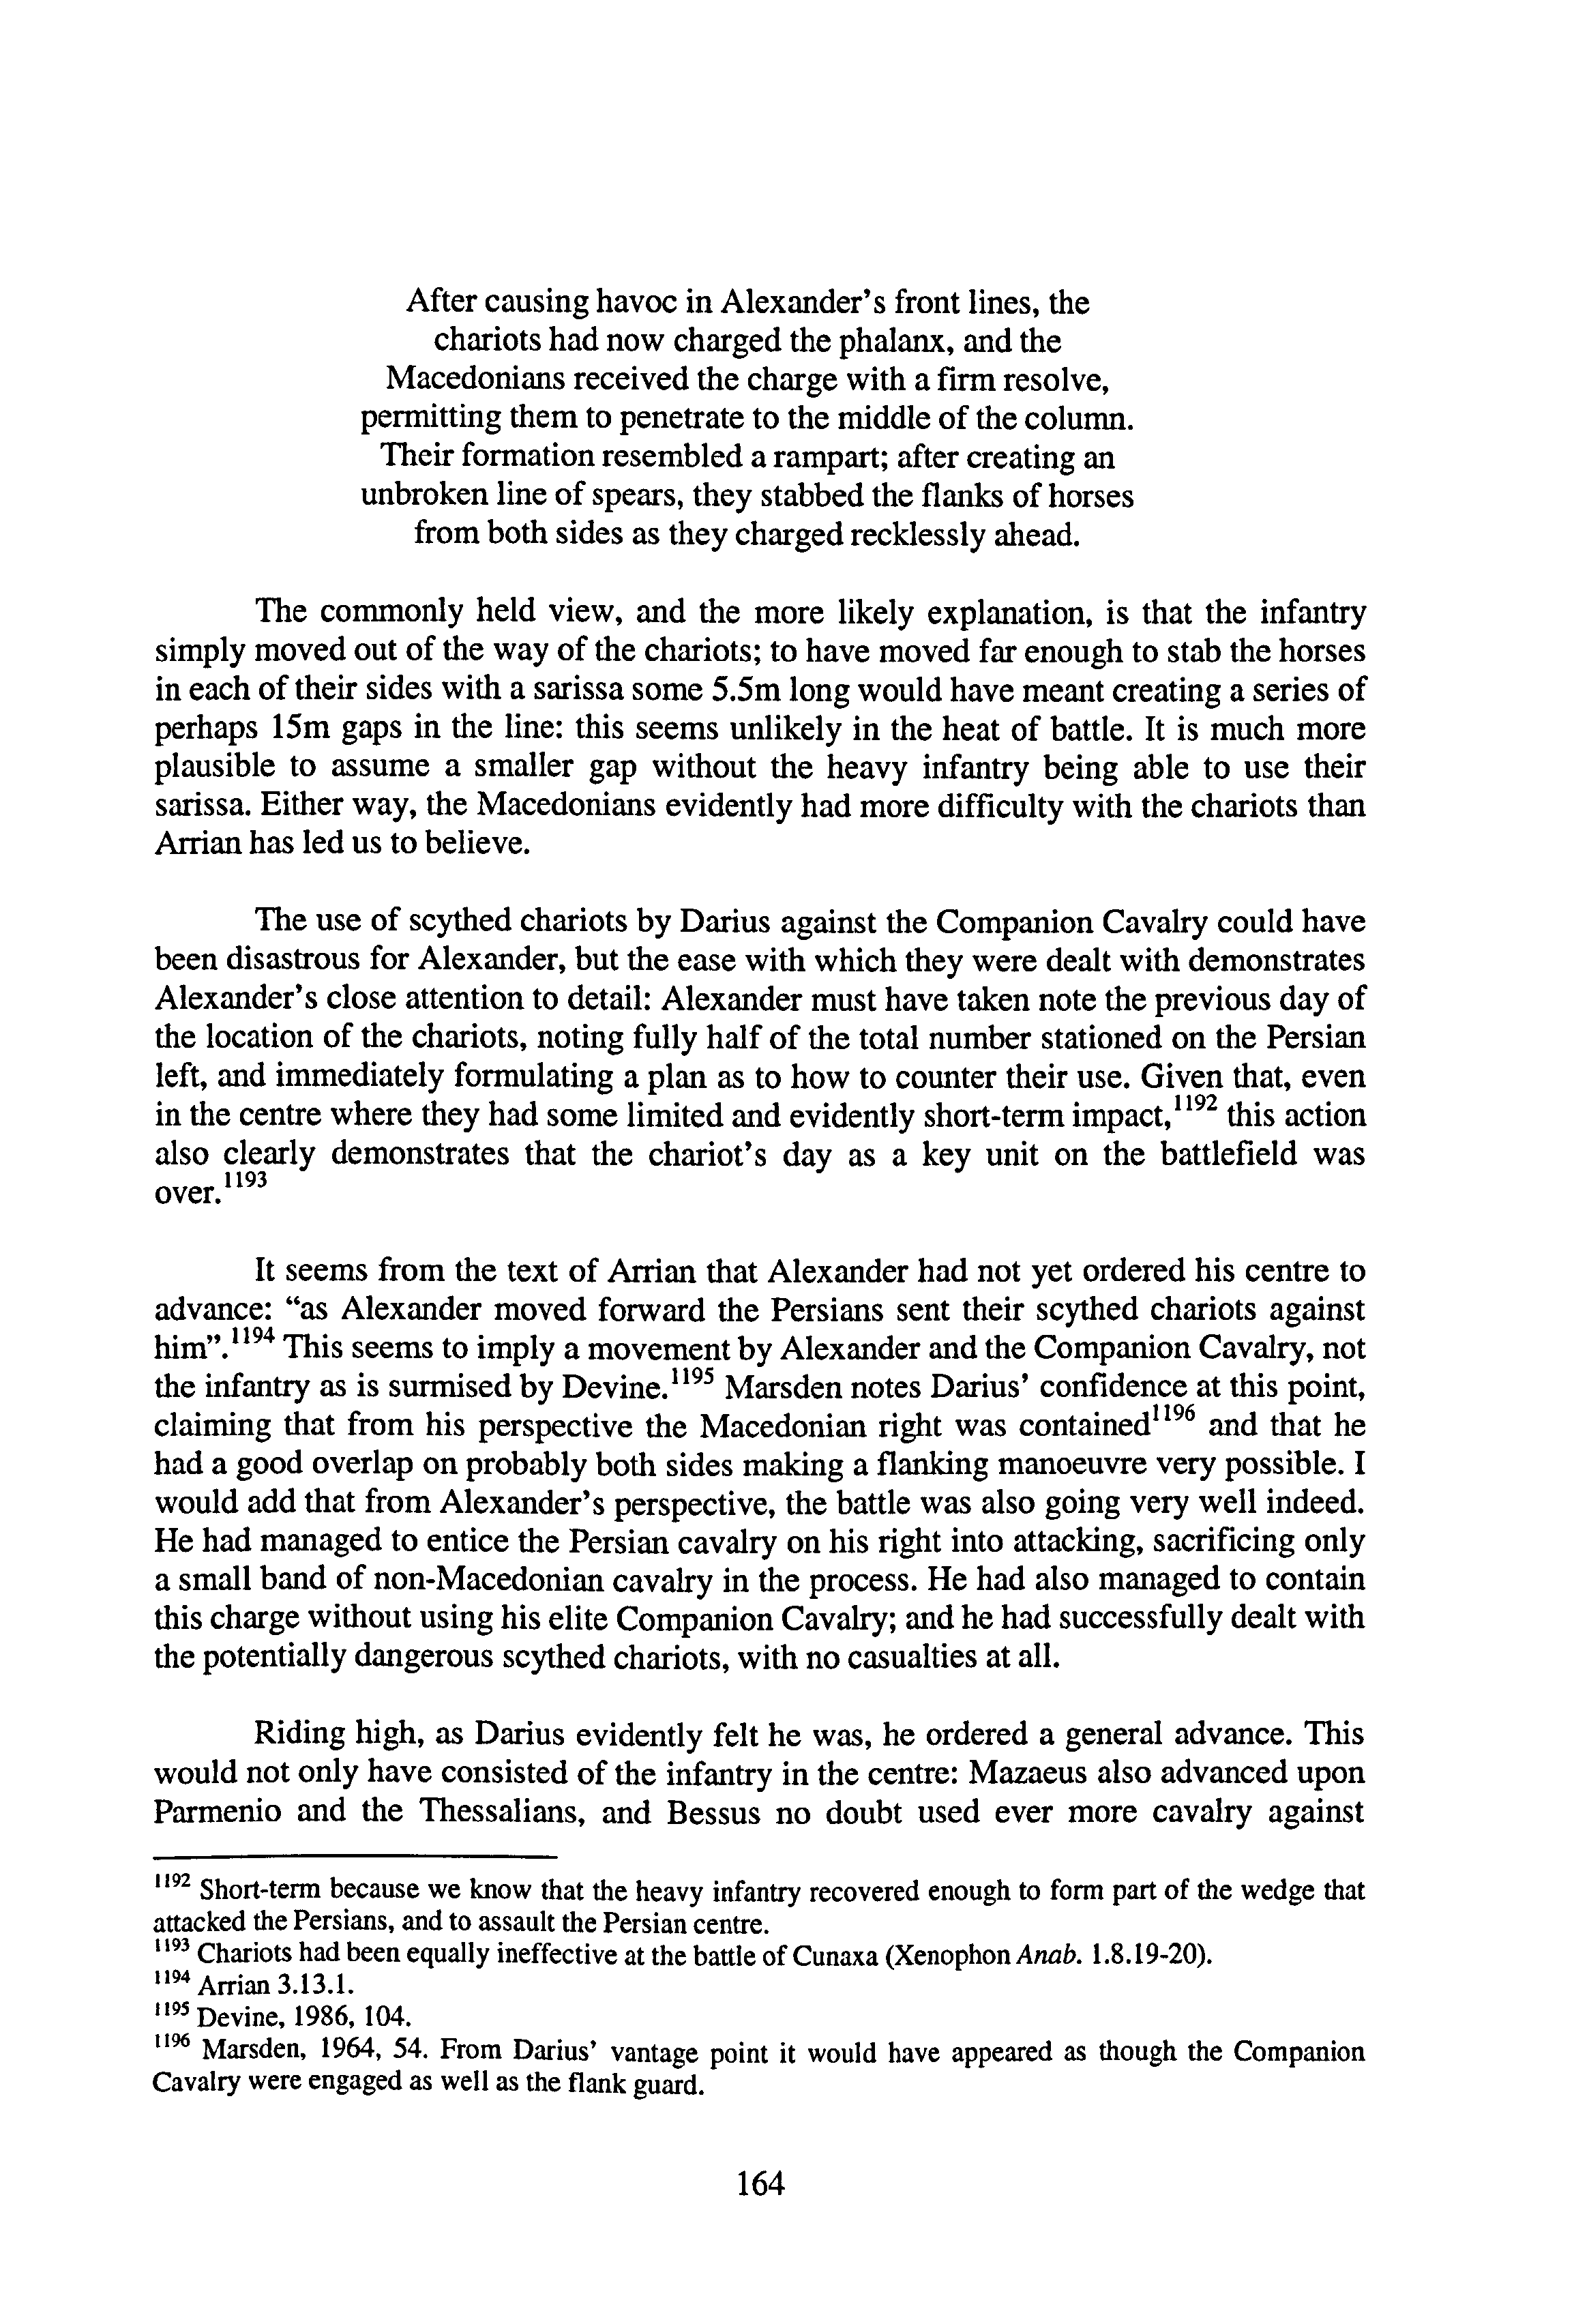 After causing havoc in Alexander's front lines, the
chariots had now charged the phalanx, and the
Macedonians received the charge with a firm resolve,
permitting them to penetrate to the middle of the column.
Their formation resembled a rampart; after creating an
unbroken line of spears, they stabbed the flanks of horses
from both sides as they charged recklessly ahead.
The commonly held view, and the more likely explanation, is that the infantry
simply moved out of the way of the chariots; to have moved far enough to stab the horses
in each of their sides with a sarissa some 5.5m long would have meant creating a series of
perhaps 15m gaps in the line: this seems unlikely in the heat of battle. It is much more
plausible to assume a smaller gap without the heavy infantry being able to use their
sarissa. Either way, the Macedonians evidently had more difficulty with the chariots than
Arrian has led us to believe.
The use of scythed chariots by Darius against the Companion Cavalry could have
been disastrous for Alexander, but the ease with which they were dealt with demonstrates
Alexander's close attention to detail: Alexander must have taken note the previous day of
the location of the chariots, noting fully half of the total number stationed on the Persian
left, and immediately formulating a plan as to how to counter their use. Given that, even
in the centre where they had some limited and evidently short-term impact,1192 this action
also clearly demonstrates that the chariot's day as a key unit on the battlefield was
over.1193
It seems from the text of Arrian that Alexander had not yet ordered his centre to
advance: “as Alexander moved forward the Persians sent their scythed chariots against
him”.1194 This seems to imply a movement by Alexander and the Companion Cavalry, not
the infantry as is surmised by Devine.1195 Marsden notes Darius' confidence at this point,
claiming that from his perspective the Macedonian right was contained1196 and that he
had a good overlap on probably both sides making a flanking manoeuvre very possible. I
would add that from Alexander's perspective, the battle was also going very well indeed.
He had managed to entice the Persian cavalry on his right into attacking, sacrificing only
a small band of non-Macedonian cavalry in the process. He had also managed to contain
this charge without using his elite Companion Cavalry; and he had successfully dealt with
the potentially dangerous scythed chariots, with no casualties at all.
Riding high, as Darius evidently felt he was, he ordered a general advance. This
would not only have consisted of the infantry in the centre: Mazaeus also advanced upon
Parmenio and the Thessalians, and Bessus no doubt used ever more cavalry against
1192 Short-term because we know that the heavy infantry recovered enough to form part of the wedge that
attacked the Persians, and to assault the Persian centre.
1193 Chariots had been equally ineffective at the battle of Cunaxa (Xenophon Anab. 1.8.19-20).
1194 Arrian 3.13.1.
1195 Devine, 1986, 104.
1196 Marsden, 1964, 54. From Darius' vantage point it would have appeared as though the Companion
Cavalry were engaged as well as the flank guard.
164